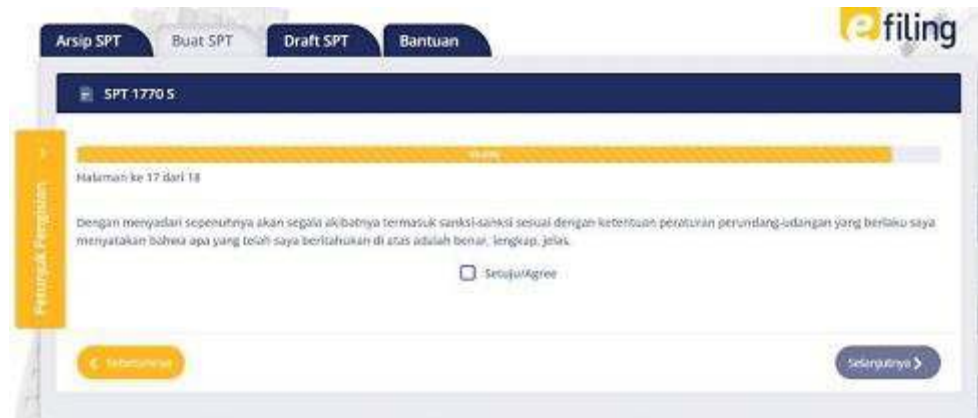 Arsip SPT
Buat SPT
Draft SPT
Bantuan
efiling
SPT 1770 S
Halaman ke 17 dari 18
Dengan menyadari sepenuhnya akan segala akibatnya termasuk sanksi-sanksi sesuai dengan ketentuan peraturan perundang-udangan yang berlaku saya
menyatakan bahwa apa yang telah saya beritahukan di atas adalah benar, lengkap, jelas.
Setuju/Agree
Petunjuk Pengisian
Sebelumnya
Selanjutnya